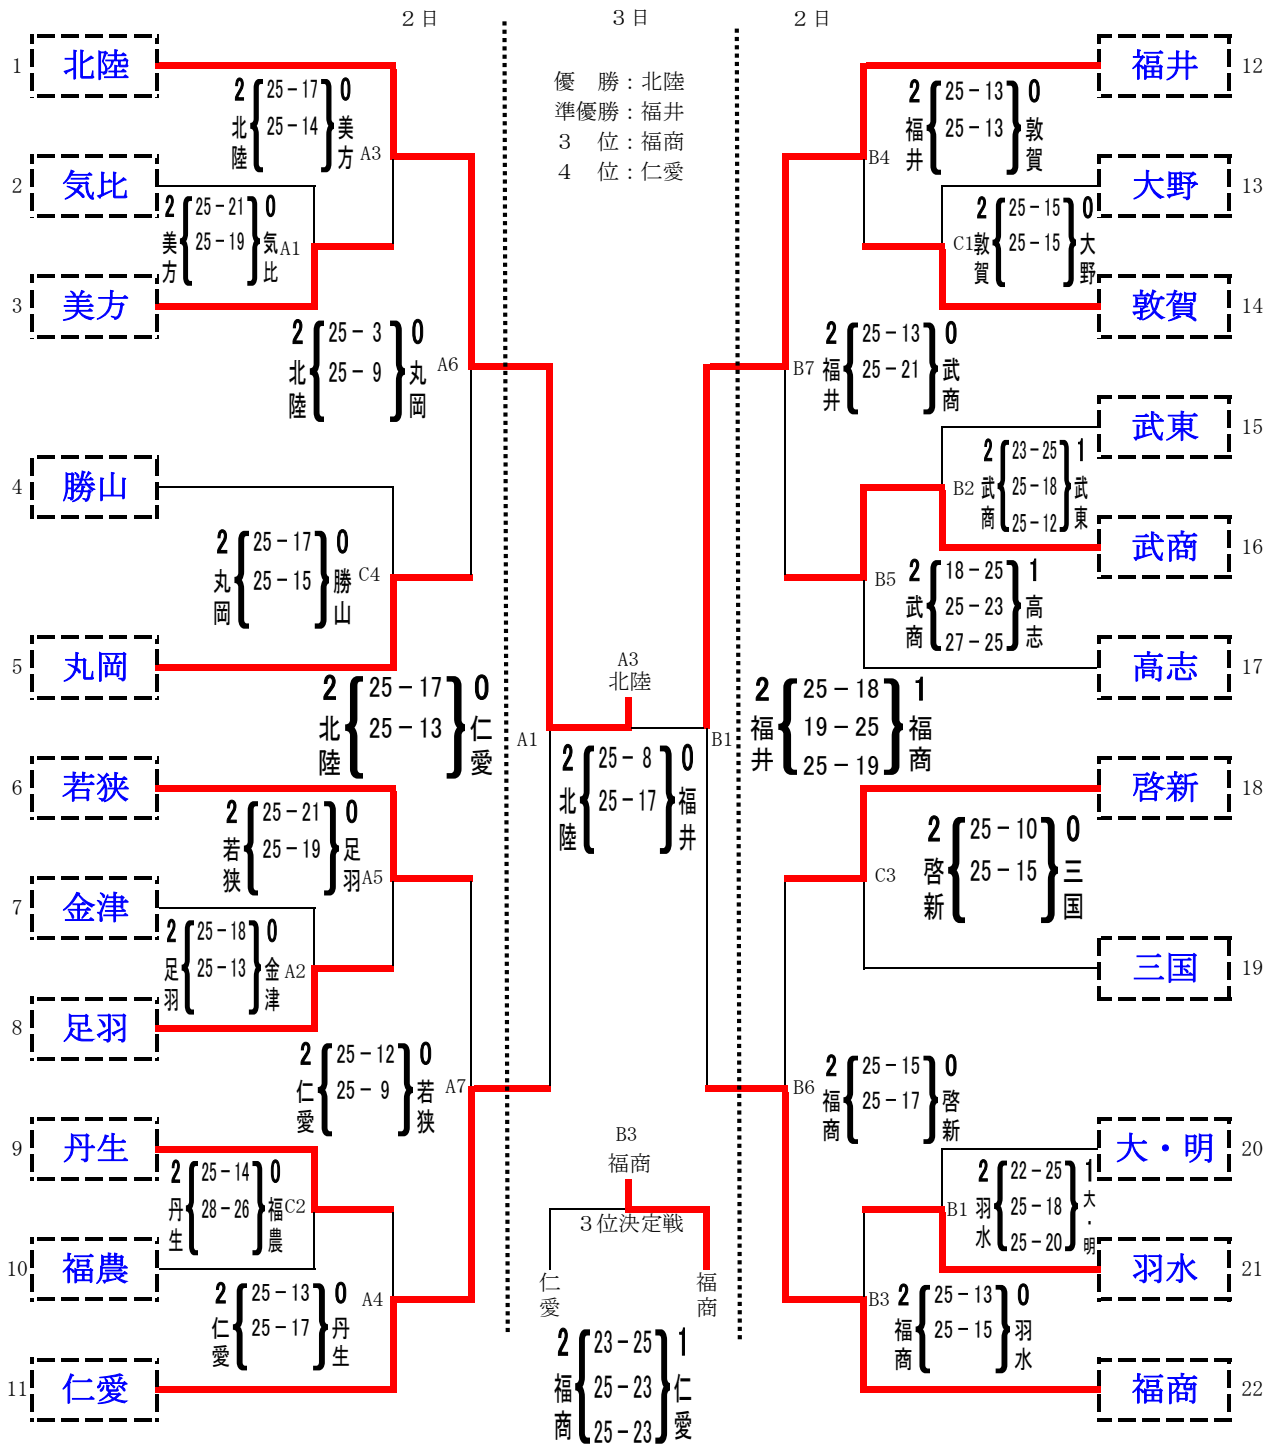 ２日
３日
２日
優　勝：北陸
準優勝：福井
３　位：福商
４　位：仁愛
1 北陸
2 気比
3 美方
4 勝山
5 丸岡
6 若狭
7 金津
8 足羽
9 丹生
10 福農
11 仁愛
A3
2 25－17 0
北陸 25－14 美方
A1
2 25－21 0
美方 25－19 気比
A6
2 25－ 3 0
北陸 25－ 9 丸岡
C4
2 25－17 0
丸岡 25－15 勝山
A1
2 25－17 0
北陸 25－13 仁愛
A5
2 25－21 0
若狭 25－19 足羽
A2
2 25－18 0
足羽 25－13 金津
A7
2 25－12 0
仁愛 25－ 9 若狭
C2
2 25－14 0
丹生 28－26 福農
A4
2 25－13 0
仁愛 25－17 丹生
A3
北陸
2 25－ 8 0
北陸 25－17 福井
B3
福商
３位決定戦
仁愛
福商
2 23－25 1
福商 25－23 仁愛
25－23
福井 12
大野 13
敦賀 14
武東 15
武商 16
高志 17
啓新 18
三国 19
大・明 20
羽水 21
福商 22
B4
2 25－13 0
福井 25－13 敦賀
C1
2 25－15 0
敦賀 25－15 大野
B7
2 25－13 0
福井 25－21 武商
B2
2 23－25 1
武商 25－18 武東
25－12
B5
2 18－25 1
武商 25－23 高志
27－25
B1
2 25－18 1
福井 19－25 福商
25－19
C3
2 25－10 0
啓新 25－15 三国
B6
2 25－15 0
福商 25－17 啓新
B1
2 22－25 1
羽水 25－18 大・明
25－20
B3
2 25－13 0
福商 25－15 羽水